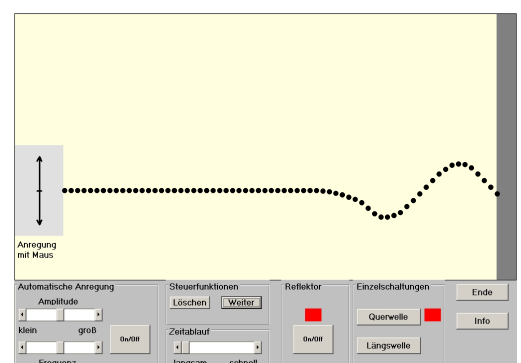 Anregung
mit Maus
Automatische Anregung
Amplitude
klein groß
On/Off
Frequenz
Steuerfunktionen
Löschen Weiter
Zeitablauf
langsam schnell
Reflektor
On/Off
Einzelschaltungen
Querwelle
Längswelle
Ende
Info